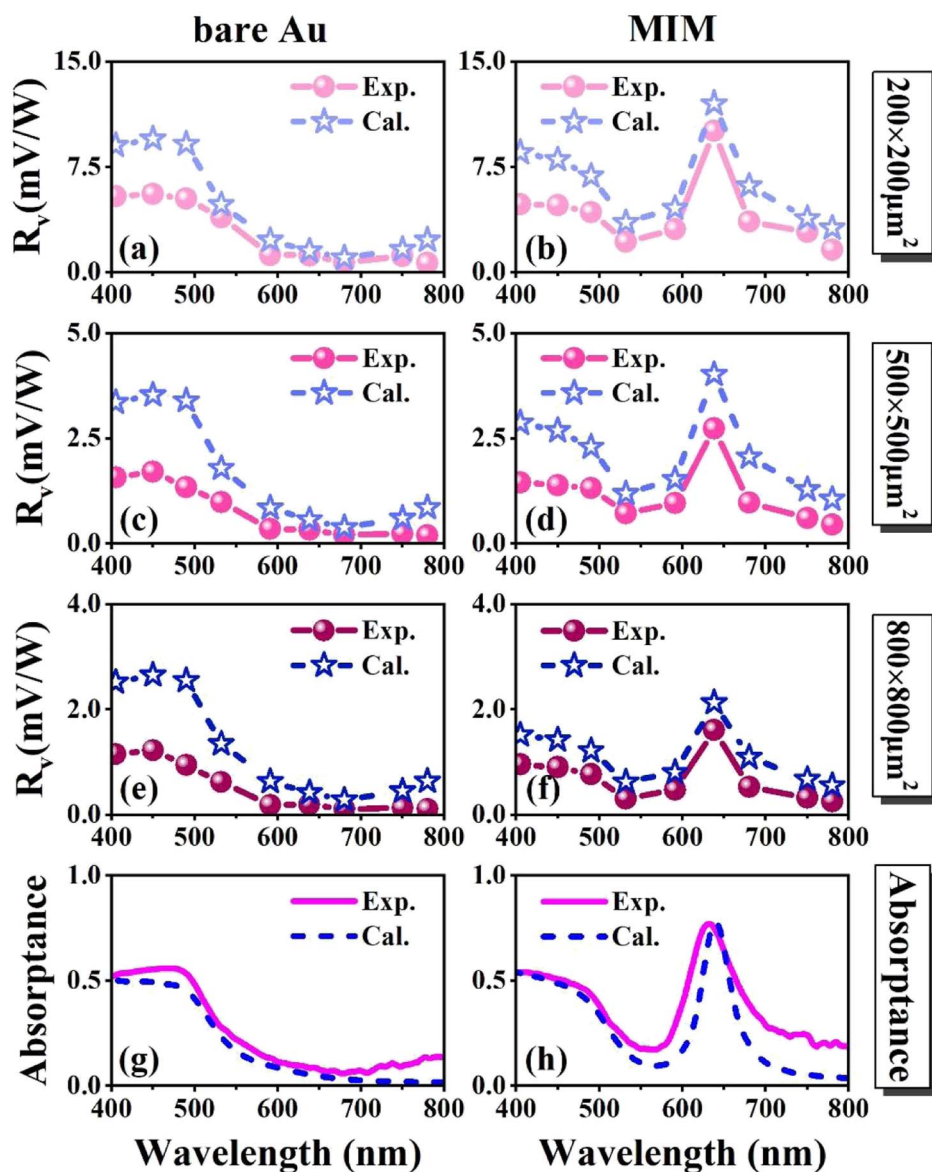 bare Au
MIM
15.0
7.5
0.0
R_v(mV/W)
Exp.
Cal.
(a)
400 500 600 700 800
15.0
7.5
0.0
Exp.
Cal.
(b)
400 500 600 700 800
200×200μm²
5.0
2.5
0.0
R_v(mV/W)
Exp.
Cal.
(c)
400 500 600 700 800
5.0
2.5
0.0
Exp.
Cal.
(d)
400 500 600 700 800
500×500μm²
4.0
2.0
0.0
R_v(mV/W)
Exp.
Cal.
(e)
400 500 600 700 800
4.0
2.0
0.0
Exp.
Cal.
(f)
400 500 600 700 800
800×800μm²
1.0
0.5
0.0
Absorptance
Exp.
Cal.
(g)
400 500 600 700 800
Wavelength (nm)
1.0
0.5
0.0
Exp.
Cal.
(h)
400 500 600 700 800
Wavelength (nm)
Absorptance